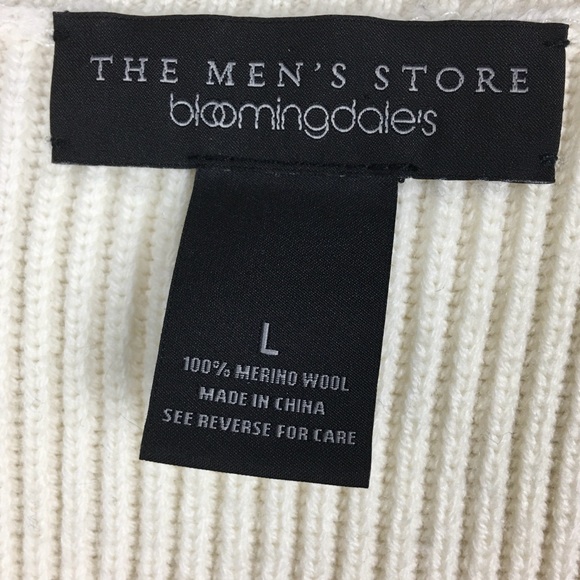 THE MEN'S STORE
bloomingdale's
L
100% MERINO WOOL
MADE IN CHINA
SEE REVERSE FOR CARE